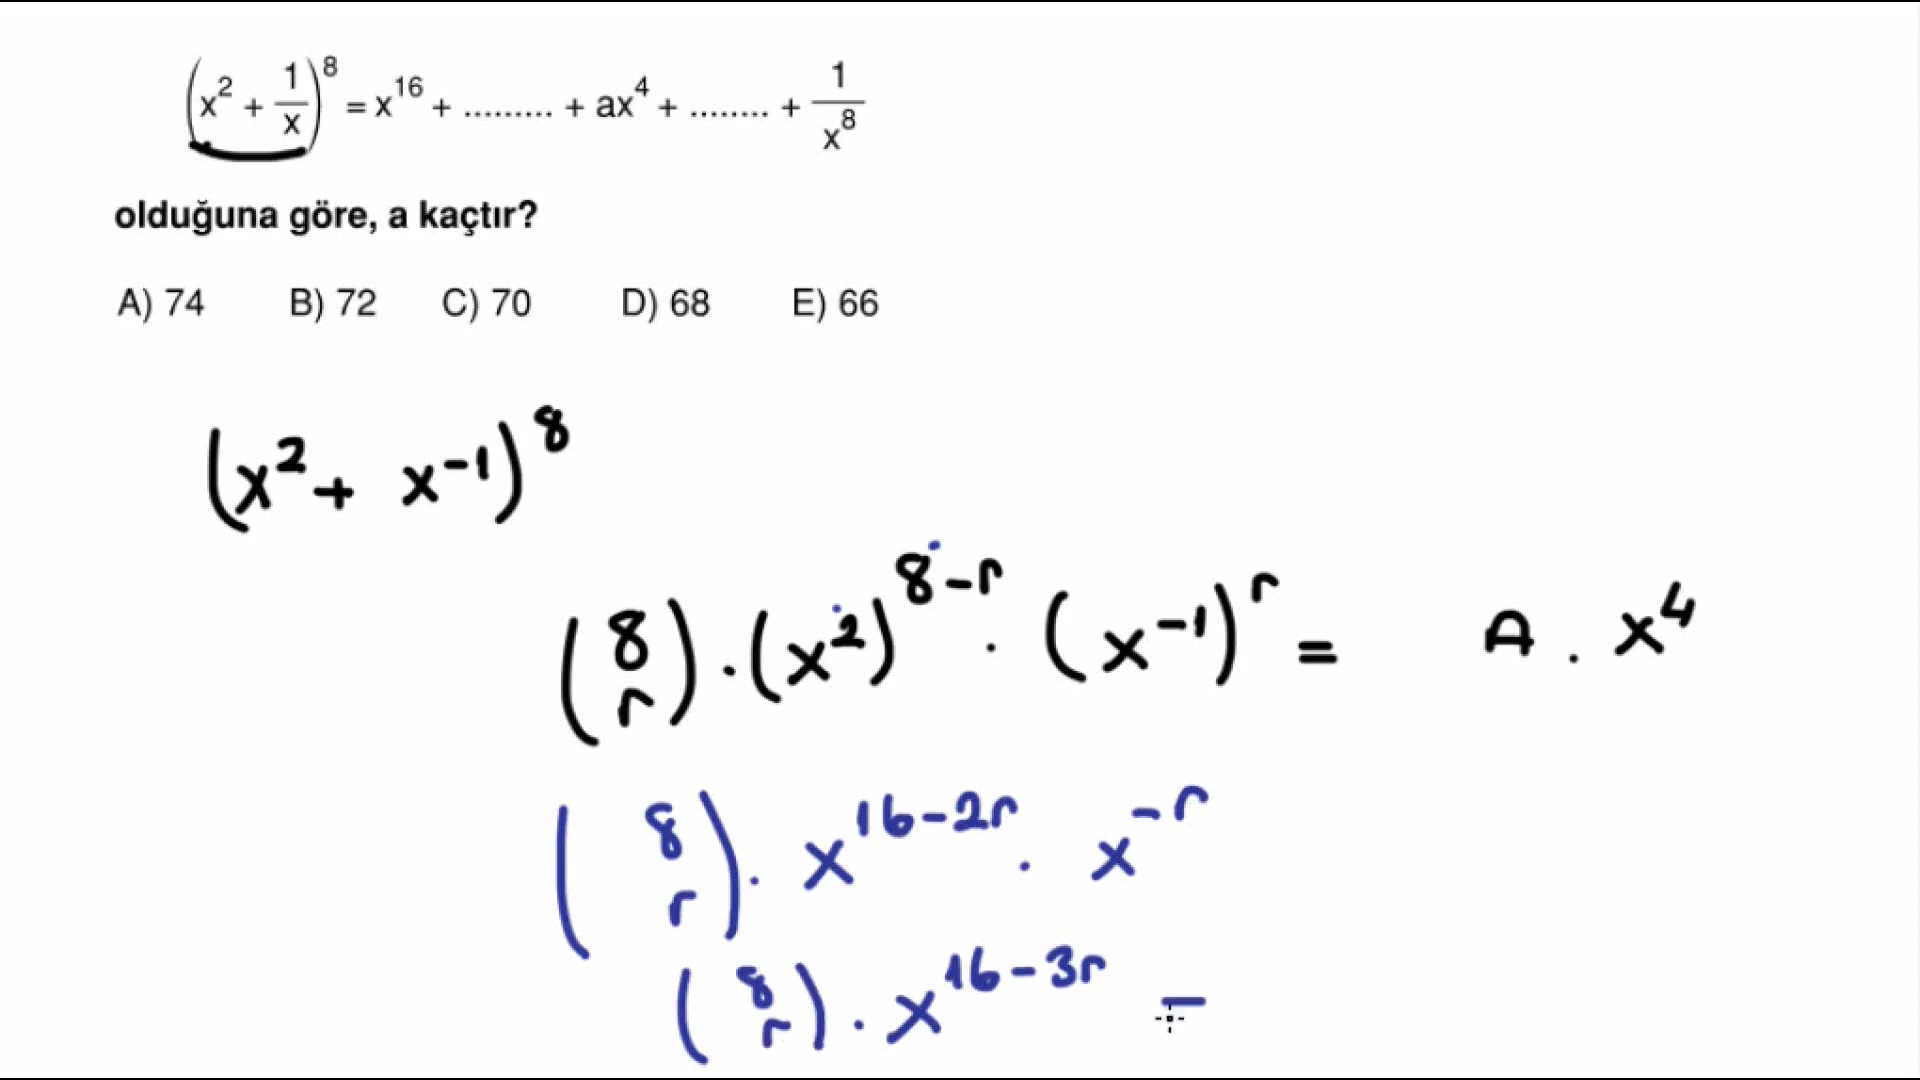 (x² + 1/x)⁸ = x¹⁶ + ......... + ax⁴ + ........ + 1/x⁸
olduğuna göre, a kaçtır?
A) 74 B) 72 C) 70 D) 68 E) 66
(x² + x⁻¹)⁸
(8 r) . (x²)⁸⁻ʳ . (x⁻¹)ʳ = A . x⁴
(8 r) . x¹⁶⁻²ʳ . x⁻ʳ
(8 r) . x¹⁶⁻³ʳ –